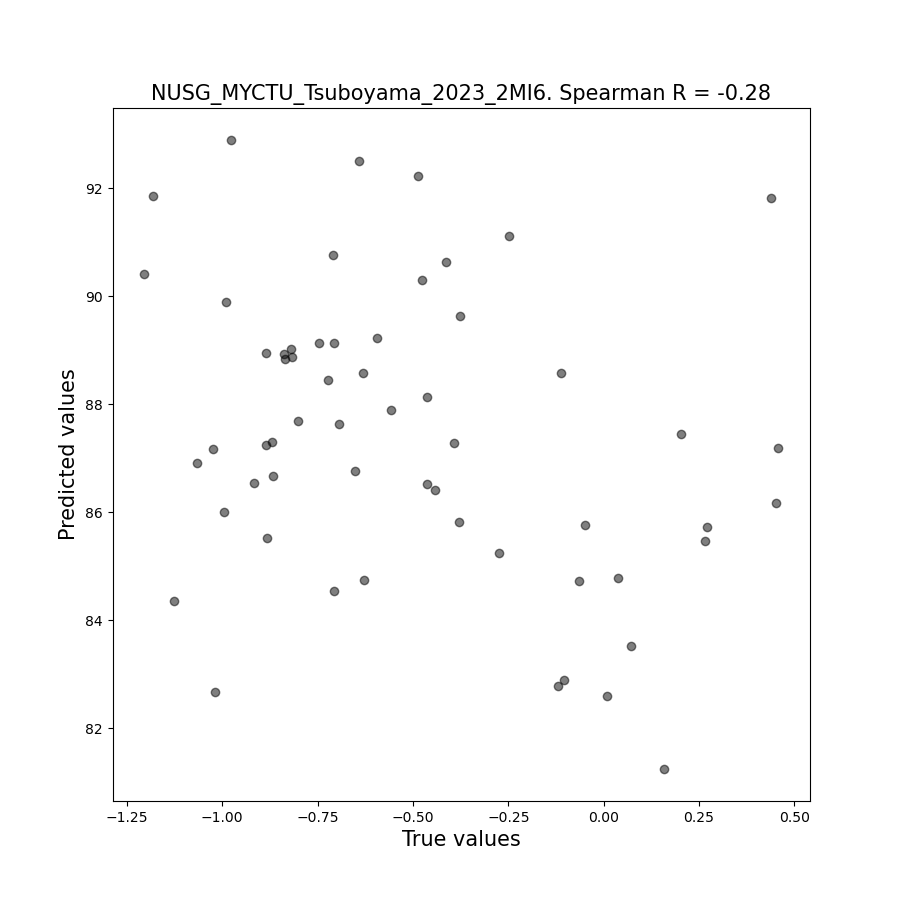 NUSG_MYCTU_Tsuboyama_2023_2MI6. Spearman R = -0.28
Predicted values
92
90
88
86
84
82
−1.25 −1.00 −0.75 −0.50 −0.25 0.00 0.25 0.50
True values